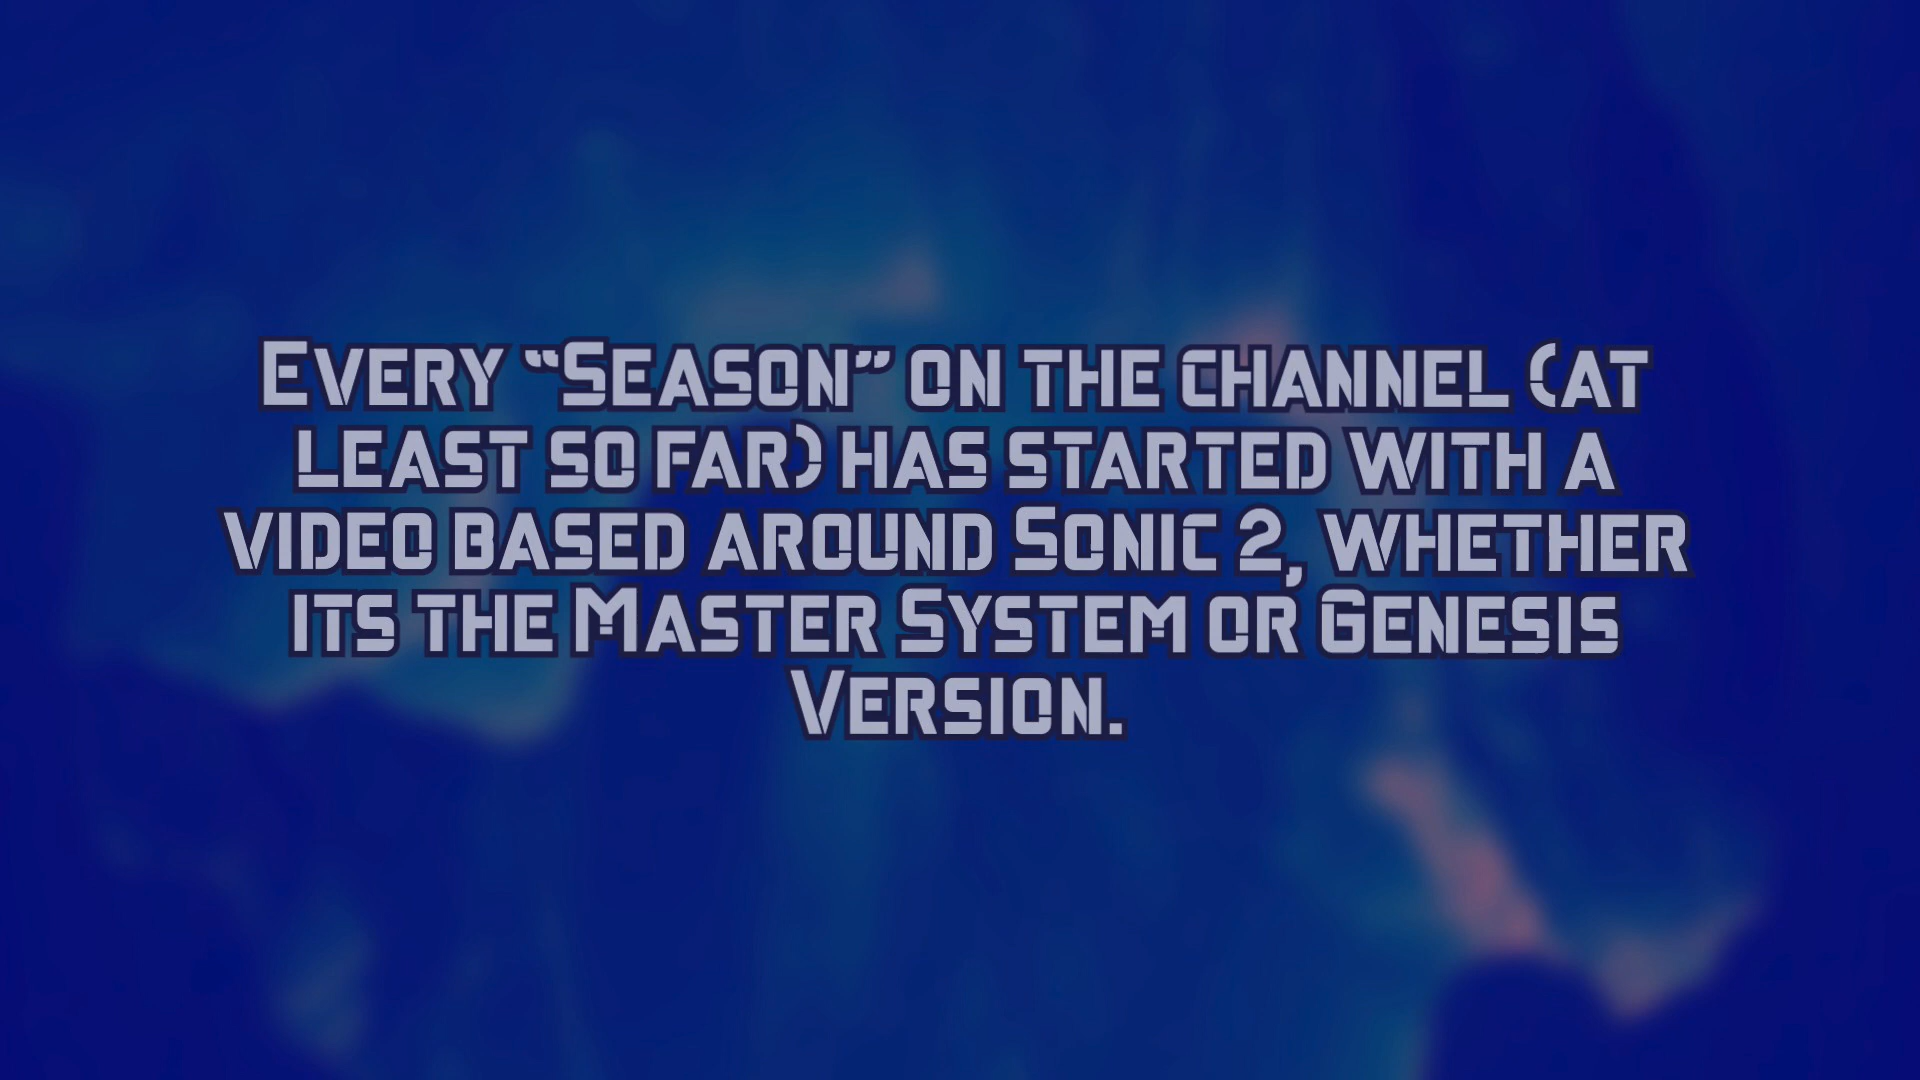 Every “Season” on the channel (at
least so far) has started with a
video based around Sonic 2, whether
its the Master System or Genesis
Version.